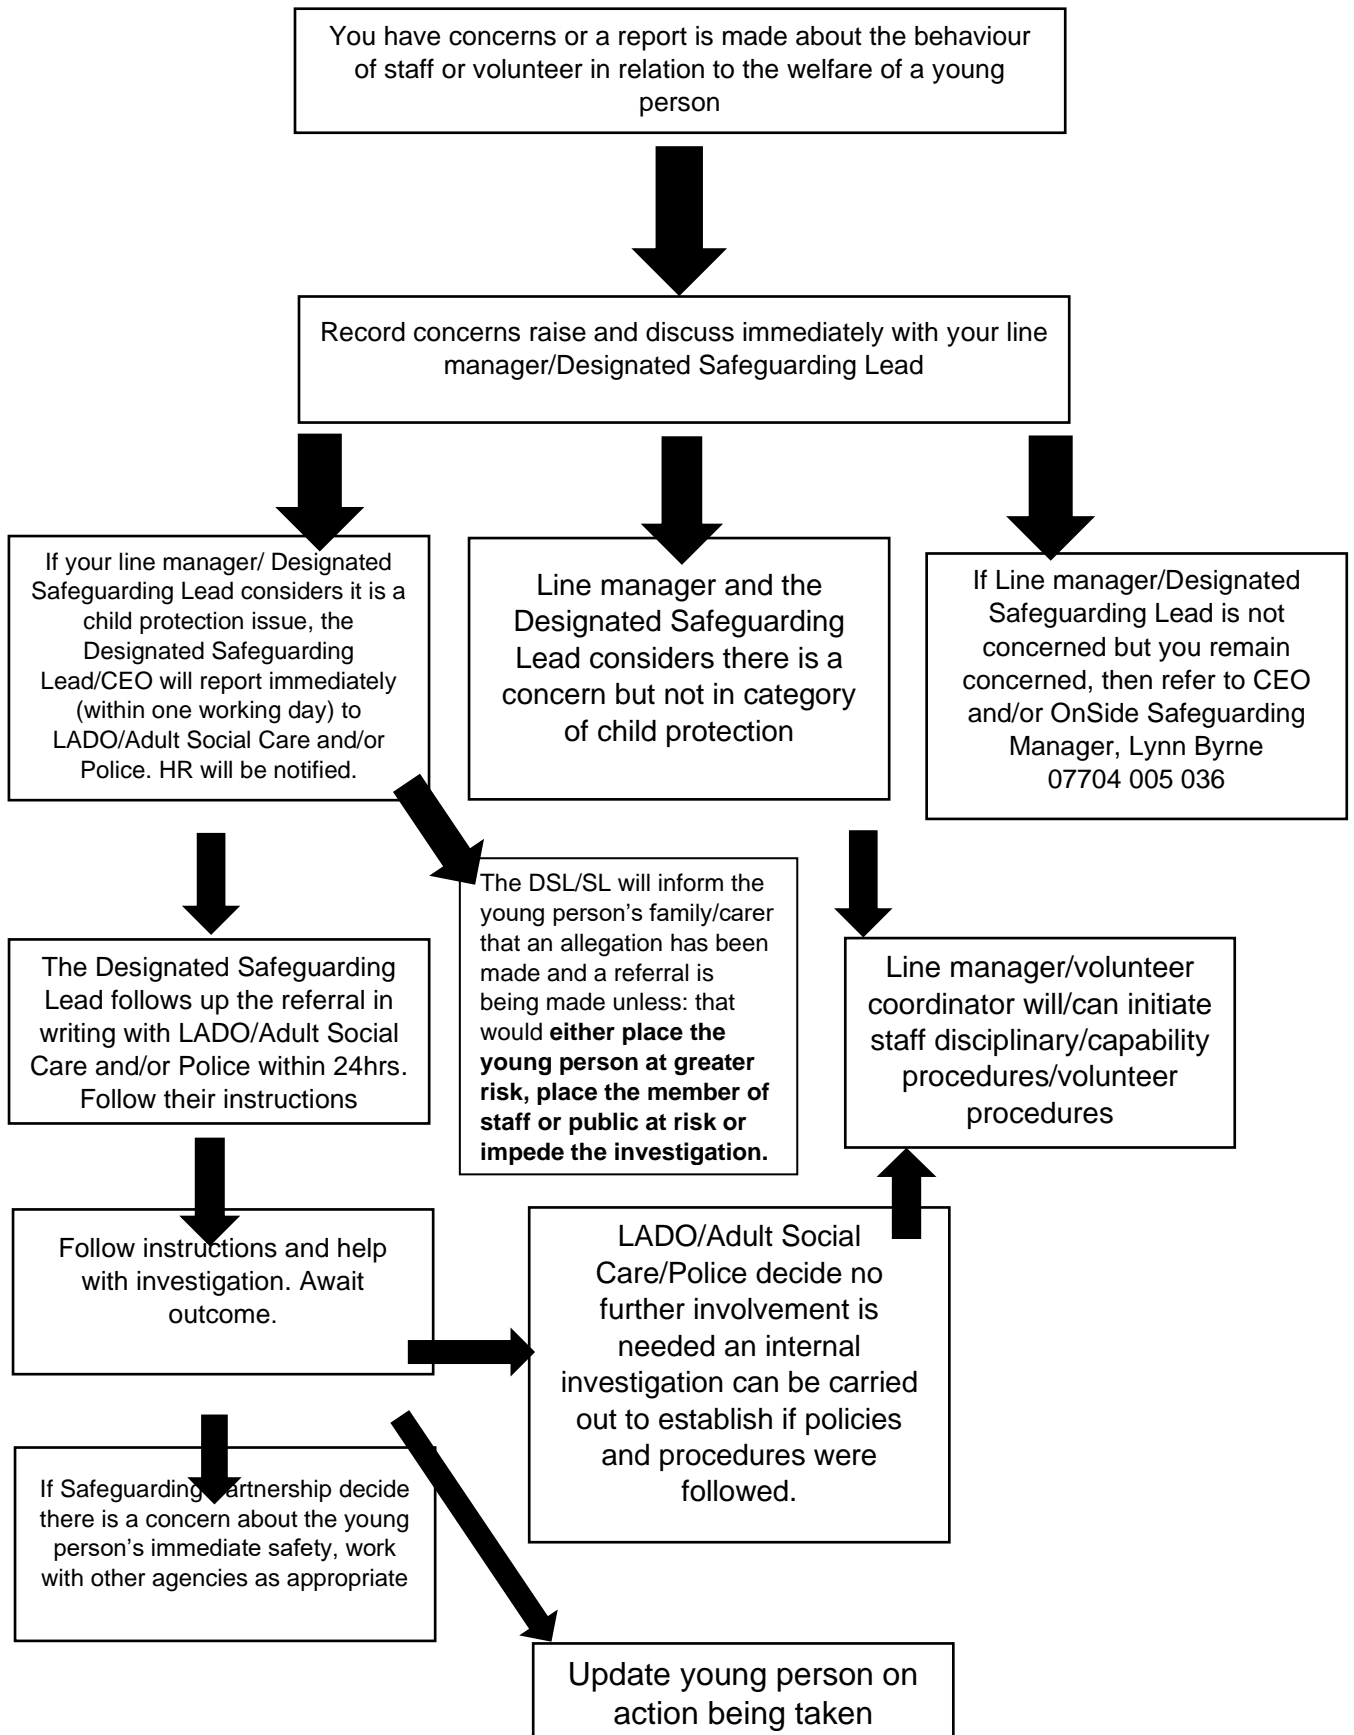 You have concerns or a report is made about the behaviour
of staff or volunteer in relation to the welfare of a young
person
Record concerns raise and discuss immediately with your line
manager/Designated Safeguarding Lead
If your line manager/ Designated
Safeguarding Lead considers it is a
child protection issue, the
Designated Safeguarding
Lead/CEO will report immediately
(within one working day) to
LADO/Adult Social Care and/or
Police. HR will be notified.
Line manager and the
Designated Safeguarding
Lead considers there is a
concern but not in category
of child protection
If Line manager/Designated
Safeguarding Lead is not
concerned but you remain
concerned, then refer to CEO
and/or OnSide Safeguarding
Manager, Lynn Byrne
07704 005 036
The DSL/SL will inform the
young person’s family/carer
that an allegation has been
made and a referral is
being made unless: that
would either place the
young person at greater
risk, place the member of
staff or public at risk or
impede the investigation.
The Designated Safeguarding
Lead follows up the referral in
writing with LADO/Adult Social
Care and/or Police within 24hrs.
Follow their instructions
Line manager/volunteer
coordinator will/can initiate
staff disciplinary/capability
procedures/volunteer
procedures
Follow instructions and help
with investigation. Await
outcome.
LADO/Adult Social
Care/Police decide no
further involvement is
needed an internal
investigation can be carried
out to establish if policies
and procedures were
followed.
If Safeguarding Partnership decide
there is a concern about the young
person’s immediate safety, work
with other agencies as appropriate
Update young person on
action being taken